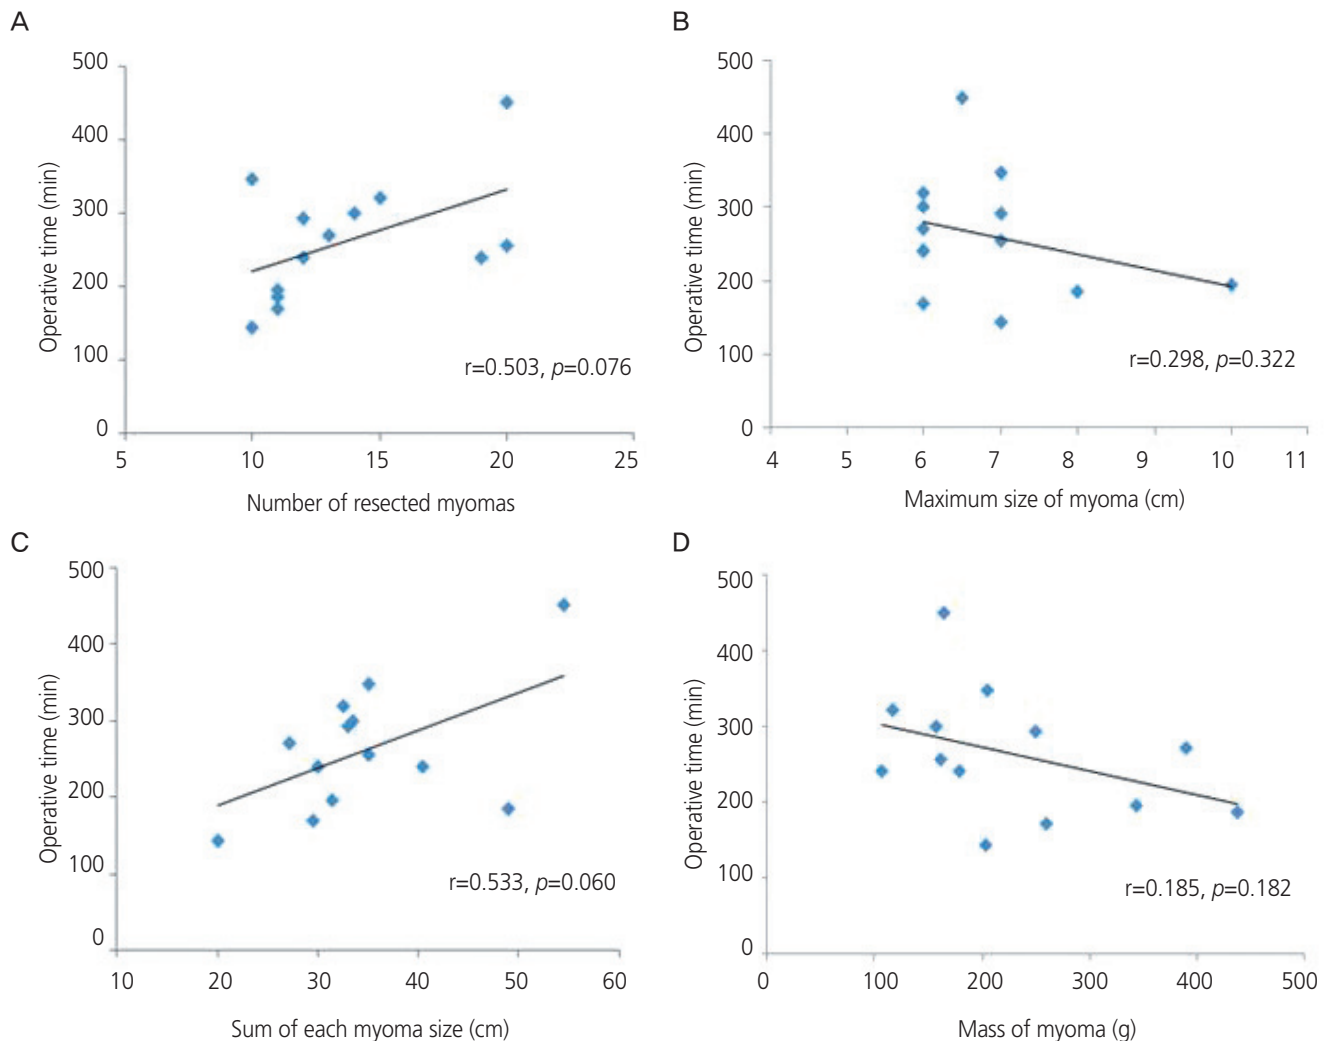 A
500
400
300
200
100
0
Operative time (min)
r=0.503, p=0.076
5 10 15 20 25
Number of resected myomas
B
500
400
300
200
100
0
Operative time (min)
r=0.298, p=0.322
4 5 6 7 8 9 10 11
Maximum size of myoma (cm)
C
500
400
300
200
100
0
Operative time (min)
r=0.533, p=0.060
10 20 30 40 50 60
Sum of each myoma size (cm)
D
500
400
300
200
100
0
Operative time (min)
r=0.185, p=0.182
0 100 200 300 400 500
Mass of myoma (g)